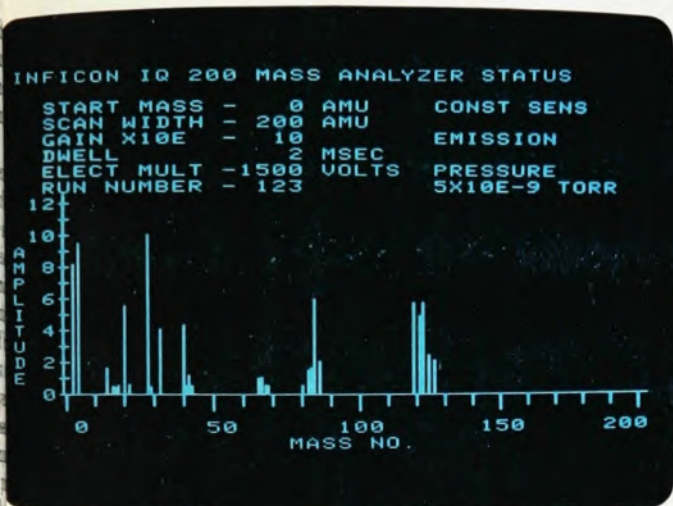 INFICON IQ 200 MASS ANALYZER STATUS
START MASS - 0 AMU CONST SENS
SCAN WIDTH - 200 AMU
GAIN X10E - 10 EMISSION
DWELL 2 MSEC
ELECT MULT -1500 VOLTS PRESSURE
RUN NUMBER - 123 5X10E-9 TORR
12
10
8
6
4
2
0
AMPLITUDE
0 50 100 150 200
MASS NO.